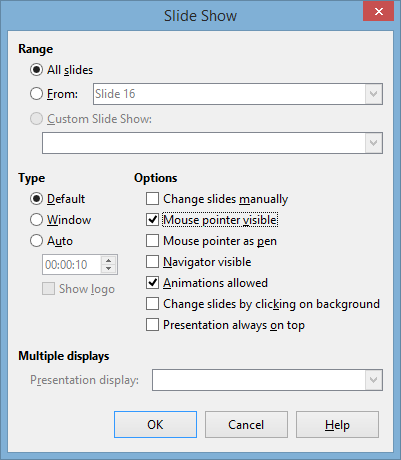 Slide Show
Range
All slides
From: Slide 16
Custom Slide Show:
Type Options
Default Change slides manually
Window Mouse pointer visible
Auto Mouse pointer as pen
00:00:10 Navigator visible
Show logo Animations allowed
Change slides by clicking on background
Presentation always on top
Multiple displays
Presentation display:
OK Cancel Help